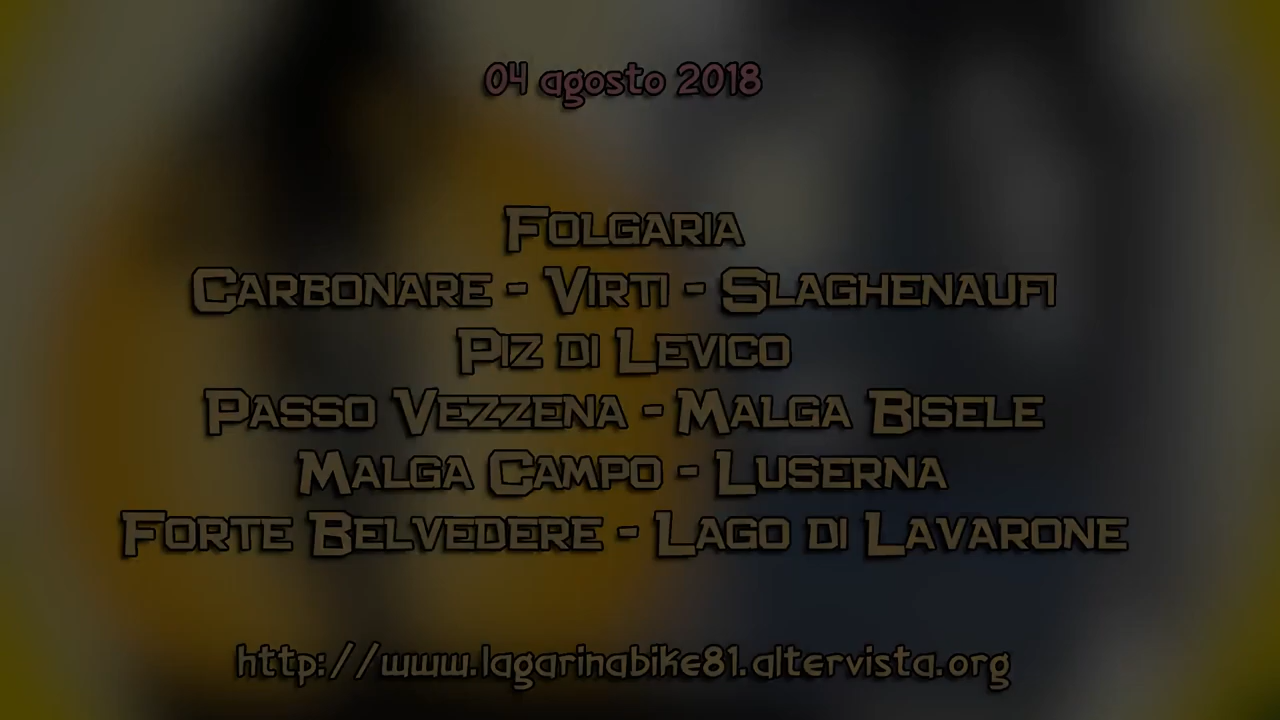 04 agosto 2018
Folgaria
Carbonare - Virti - Slaghenaufi
Piz di Levico
Passo Vezzena - Malga Bisele
Malga Campo - Luserna
Forte Belvedere - Lago di Lavarone
http://www.lagarinabike81.altervista.org